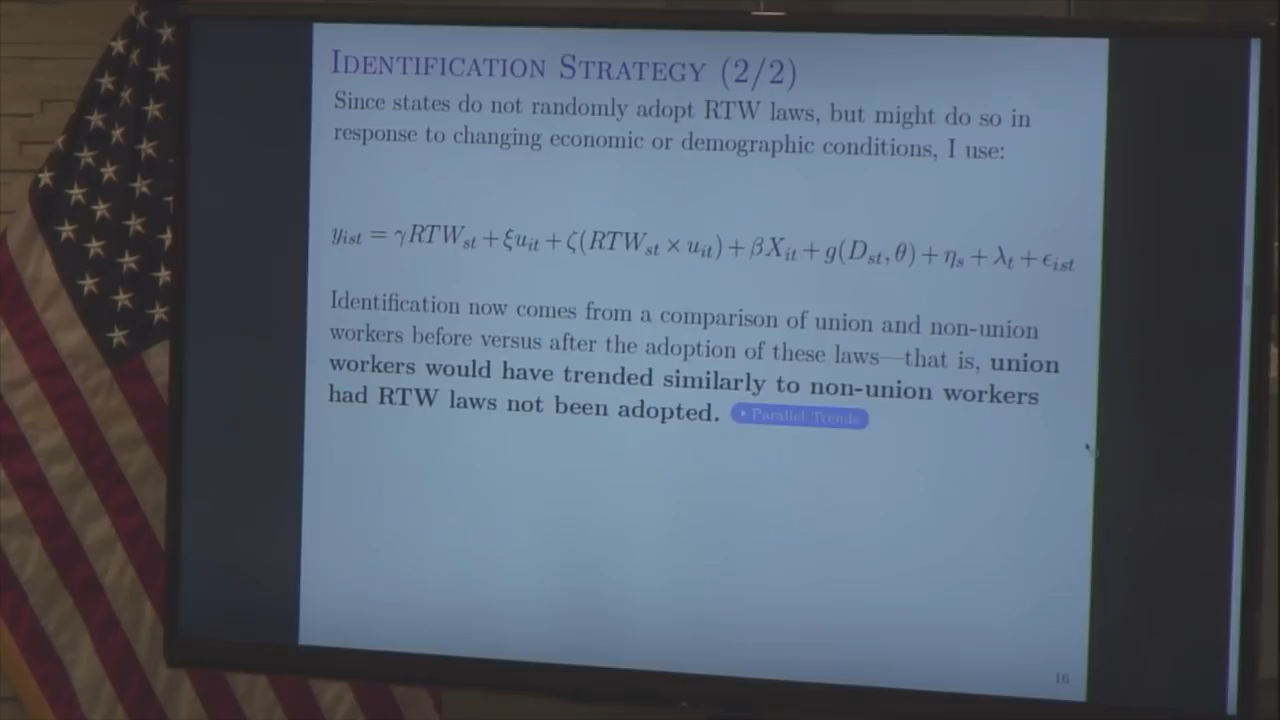 IDENTIFICATION STRATEGY (2/2)
Since states do not randomly adopt RTW laws, but might do so in
response to changing economic or demographic conditions, I use:
y_ist = γRTW_st + ξu_it + ζ(RTW_st × u_it) + βX_it + g(D_st, θ) + η_s + λ_t + ϵ_ist
Identification now comes from a comparison of union and non-union
workers before versus after the adoption of these laws—that is, union
workers would have trended similarly to non-union workers
had RTW laws not been adopted. ▸ Parallel Trends
16